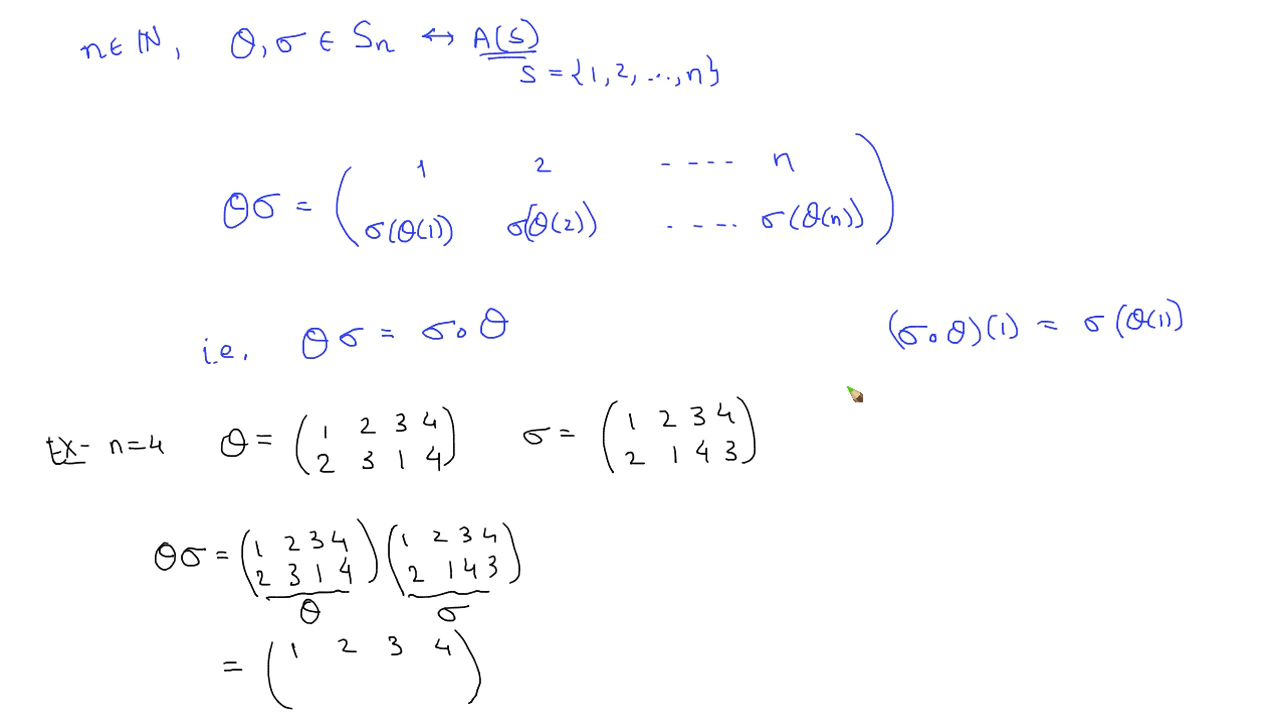 n ∈ ℕ, θ, σ ∈ Sn ↔ A(S)
S = {1, 2, ..., n}
θσ = ( 1 2 ---- n
σ(θ(1)) σ(θ(2)) ---- σ(θ(n)) )
i.e. θσ = σ∘θ (σ∘θ)(1) = σ(θ(1))
Ex- n=4 θ = ( 1 2 3 4 σ = ( 1 2 3 4
2 3 1 4 ) 2 1 4 3 )
θσ = ( 1 2 3 4 ) ( 1 2 3 4 )
2 3 1 4 2 1 4 3
θ σ
= ( 1 2 3 4 )